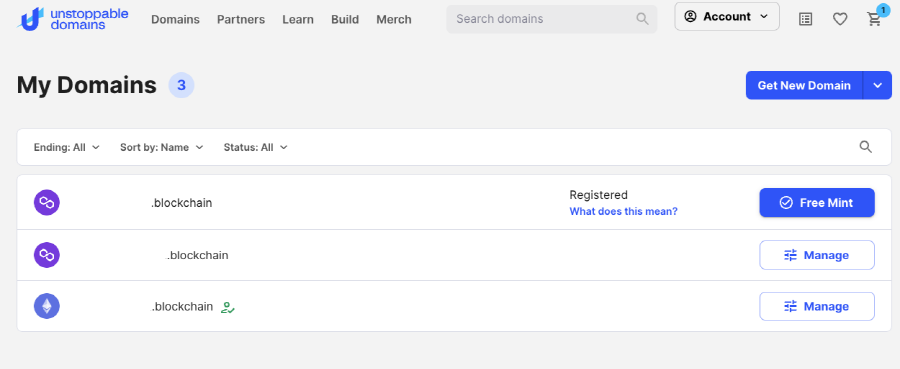 unstoppable domains
Domains Partners Learn Build Merch Search domains Account 1
My Domains 3 Get New Domain
Ending: All Sort by: Name Status: All
.blockchain Registered Free Mint
What does this mean?
.blockchain Manage
.blockchain Manage